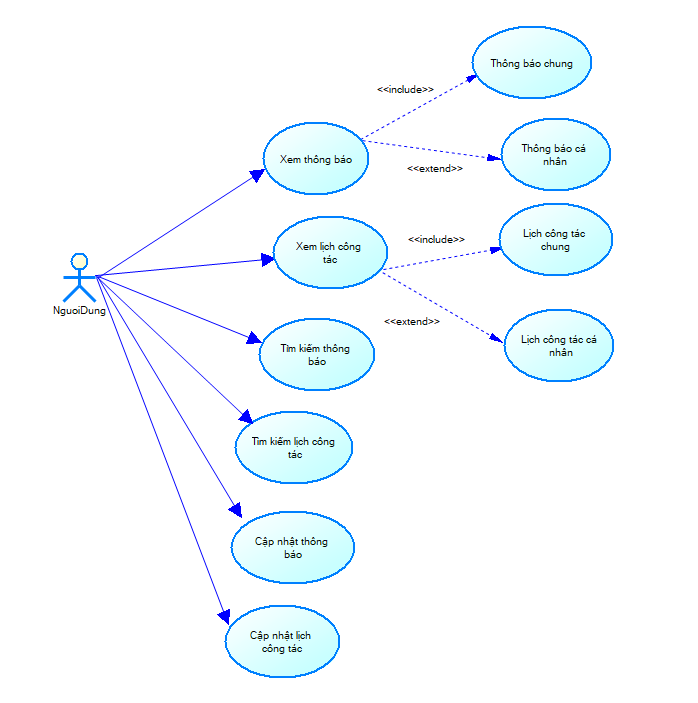 Thông báo chung
<<include>>
Thông báo cá
nhân
Xem thông báo
<<extend>>
Lịch công tác
chung
Xem lịch công
tác
<<include>>
NguoiDung
<<extend>>
Lịch công tác cá
nhân
Tìm kiếm thông
báo
Tìm kiếm lịch công
tác
Cập nhật thông
báo
Cập nhật lịch
công tác